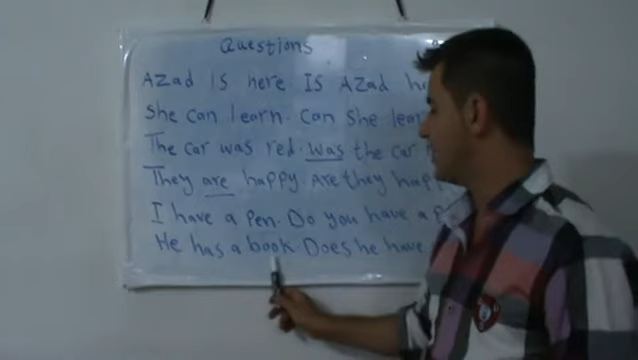 Questions
Azad is here. Is Azad
She can learn. Can she
The car was red. was the car
They are happy. Are they
I have a pen. Do you have a
He has a book. Does he have